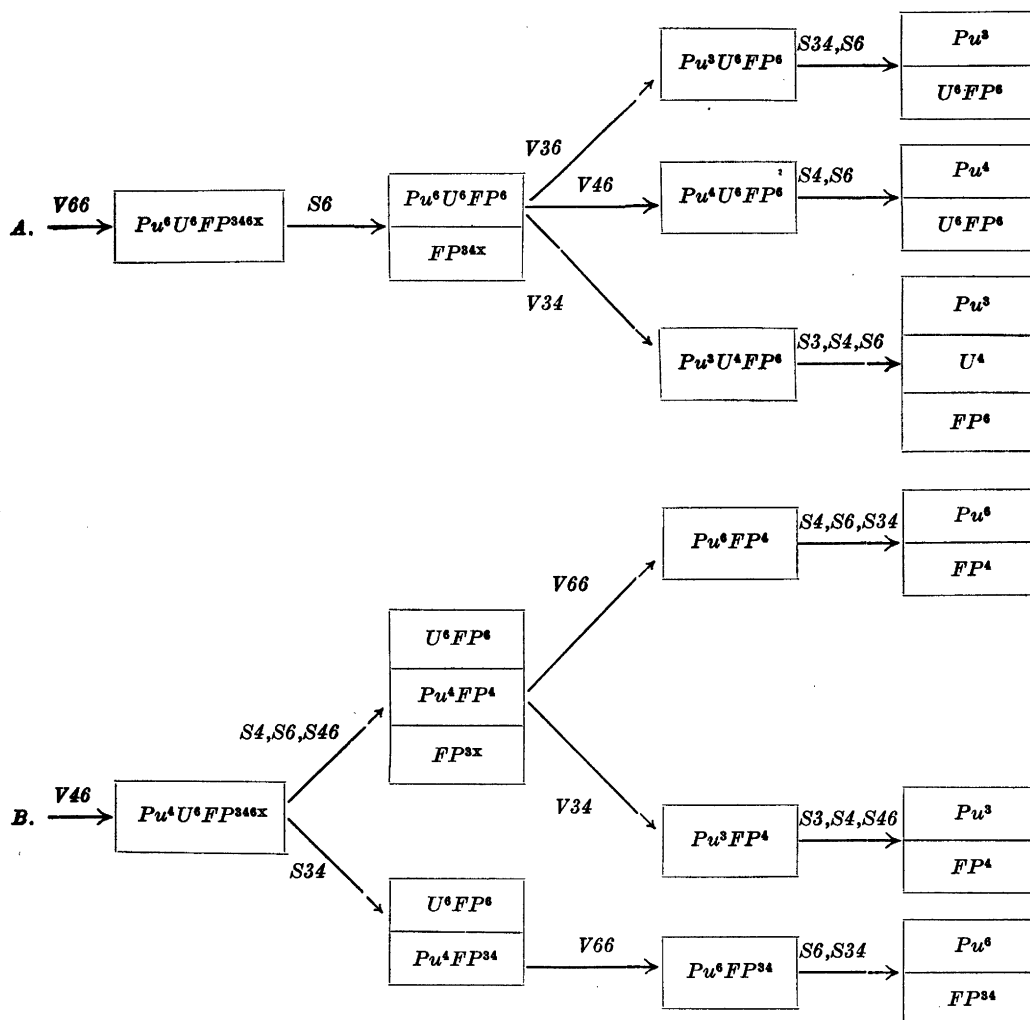 S34,S6
Pu³
Pu³U⁶FP⁶
U⁶FP⁶
V36
V46
S4,S6
Pu⁴
V66
S6
Pu⁶U⁶FP⁶
Pu⁴U⁶FP⁶
A.
Pu⁶U⁶FP³⁴⁶ˣ
U⁶FP⁶
FP³⁴ˣ
V34
Pu³
S3,S4,S6
Pu³U⁴FP⁶
U⁴
FP⁶
S4,S6,S34
Pu⁶
Pu⁶FP⁴
FP⁴
V66
U⁶FP⁶
Pu⁴FP⁴
S4,S6,S46
FP³ˣ
V46
V34
S3,S4,S46
Pu³
B.
Pu⁴U⁶FP³⁴⁶ˣ
Pu³FP⁴
S34
FP⁴
U⁶FP⁶
V66
S6,S34
Pu⁶
Pu⁴FP³⁴
Pu⁶FP³⁴
FP³⁴